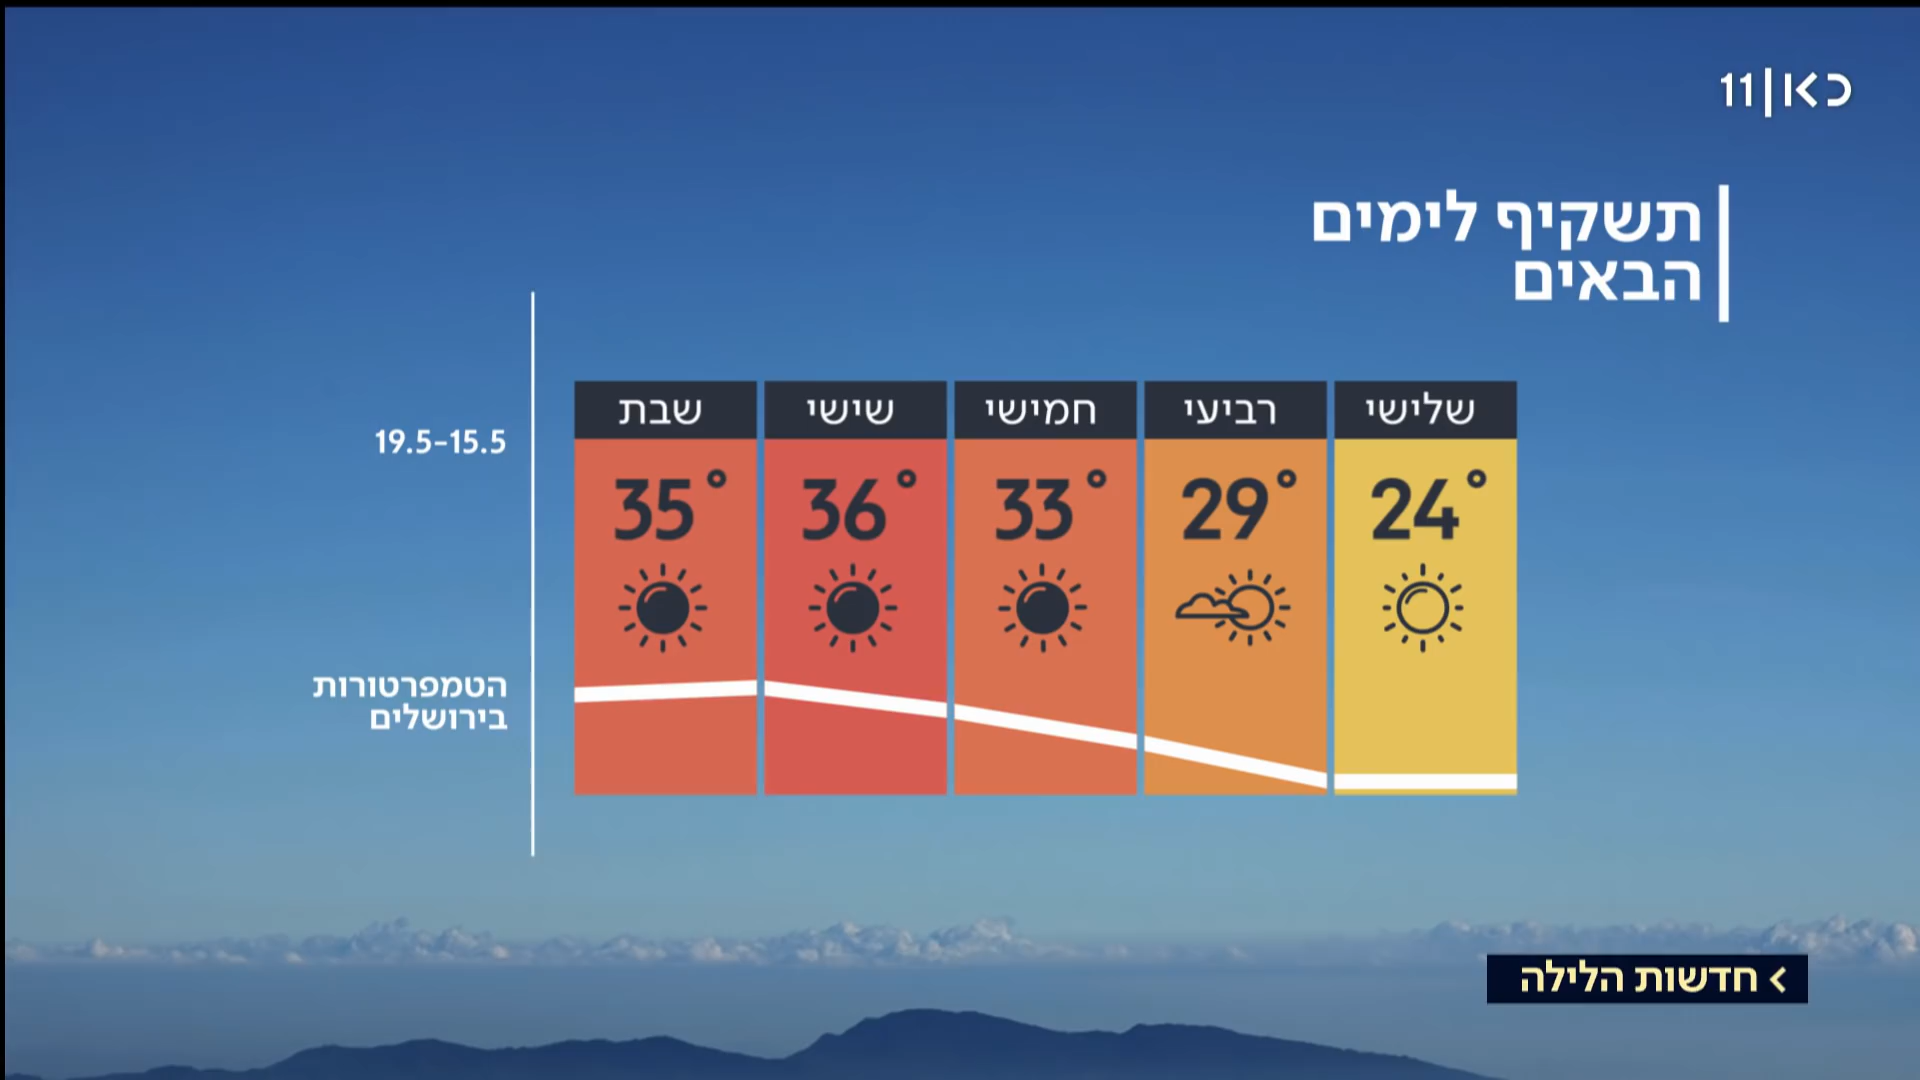 כאן|11
תשקיף לימים
הבאים
שלישי
רביעי
חמישי
שישי
שבת
24°
29°
33°
36°
35°
19.5-15.5
הטמפרטורות
בירושלים
חדשות הלילה